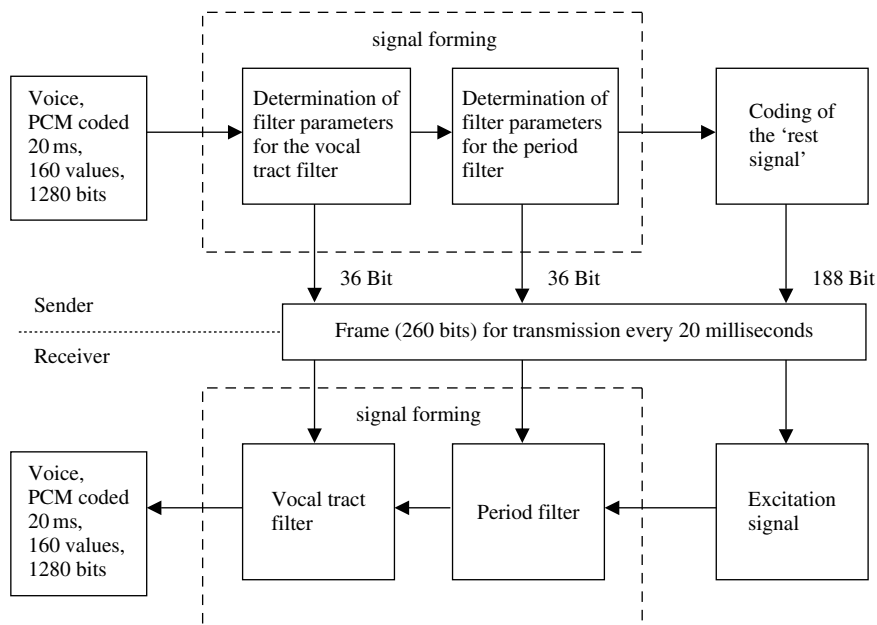 signal forming
Voice,
PCM coded
20 ms,
160 values,
1280 bits
Determination of
filter parameters
for the vocal
tract filter
Determination of
filter parameters
for the period
filter
Coding of
the ‘rest
signal’
36 Bit
36 Bit
188 Bit
Sender
Frame (260 bits) for transmission every 20 milliseconds
Receiver
signal forming
Voice,
PCM coded
20 ms,
160 values,
1280 bits
Vocal tract
filter
Period filter
Excitation
signal